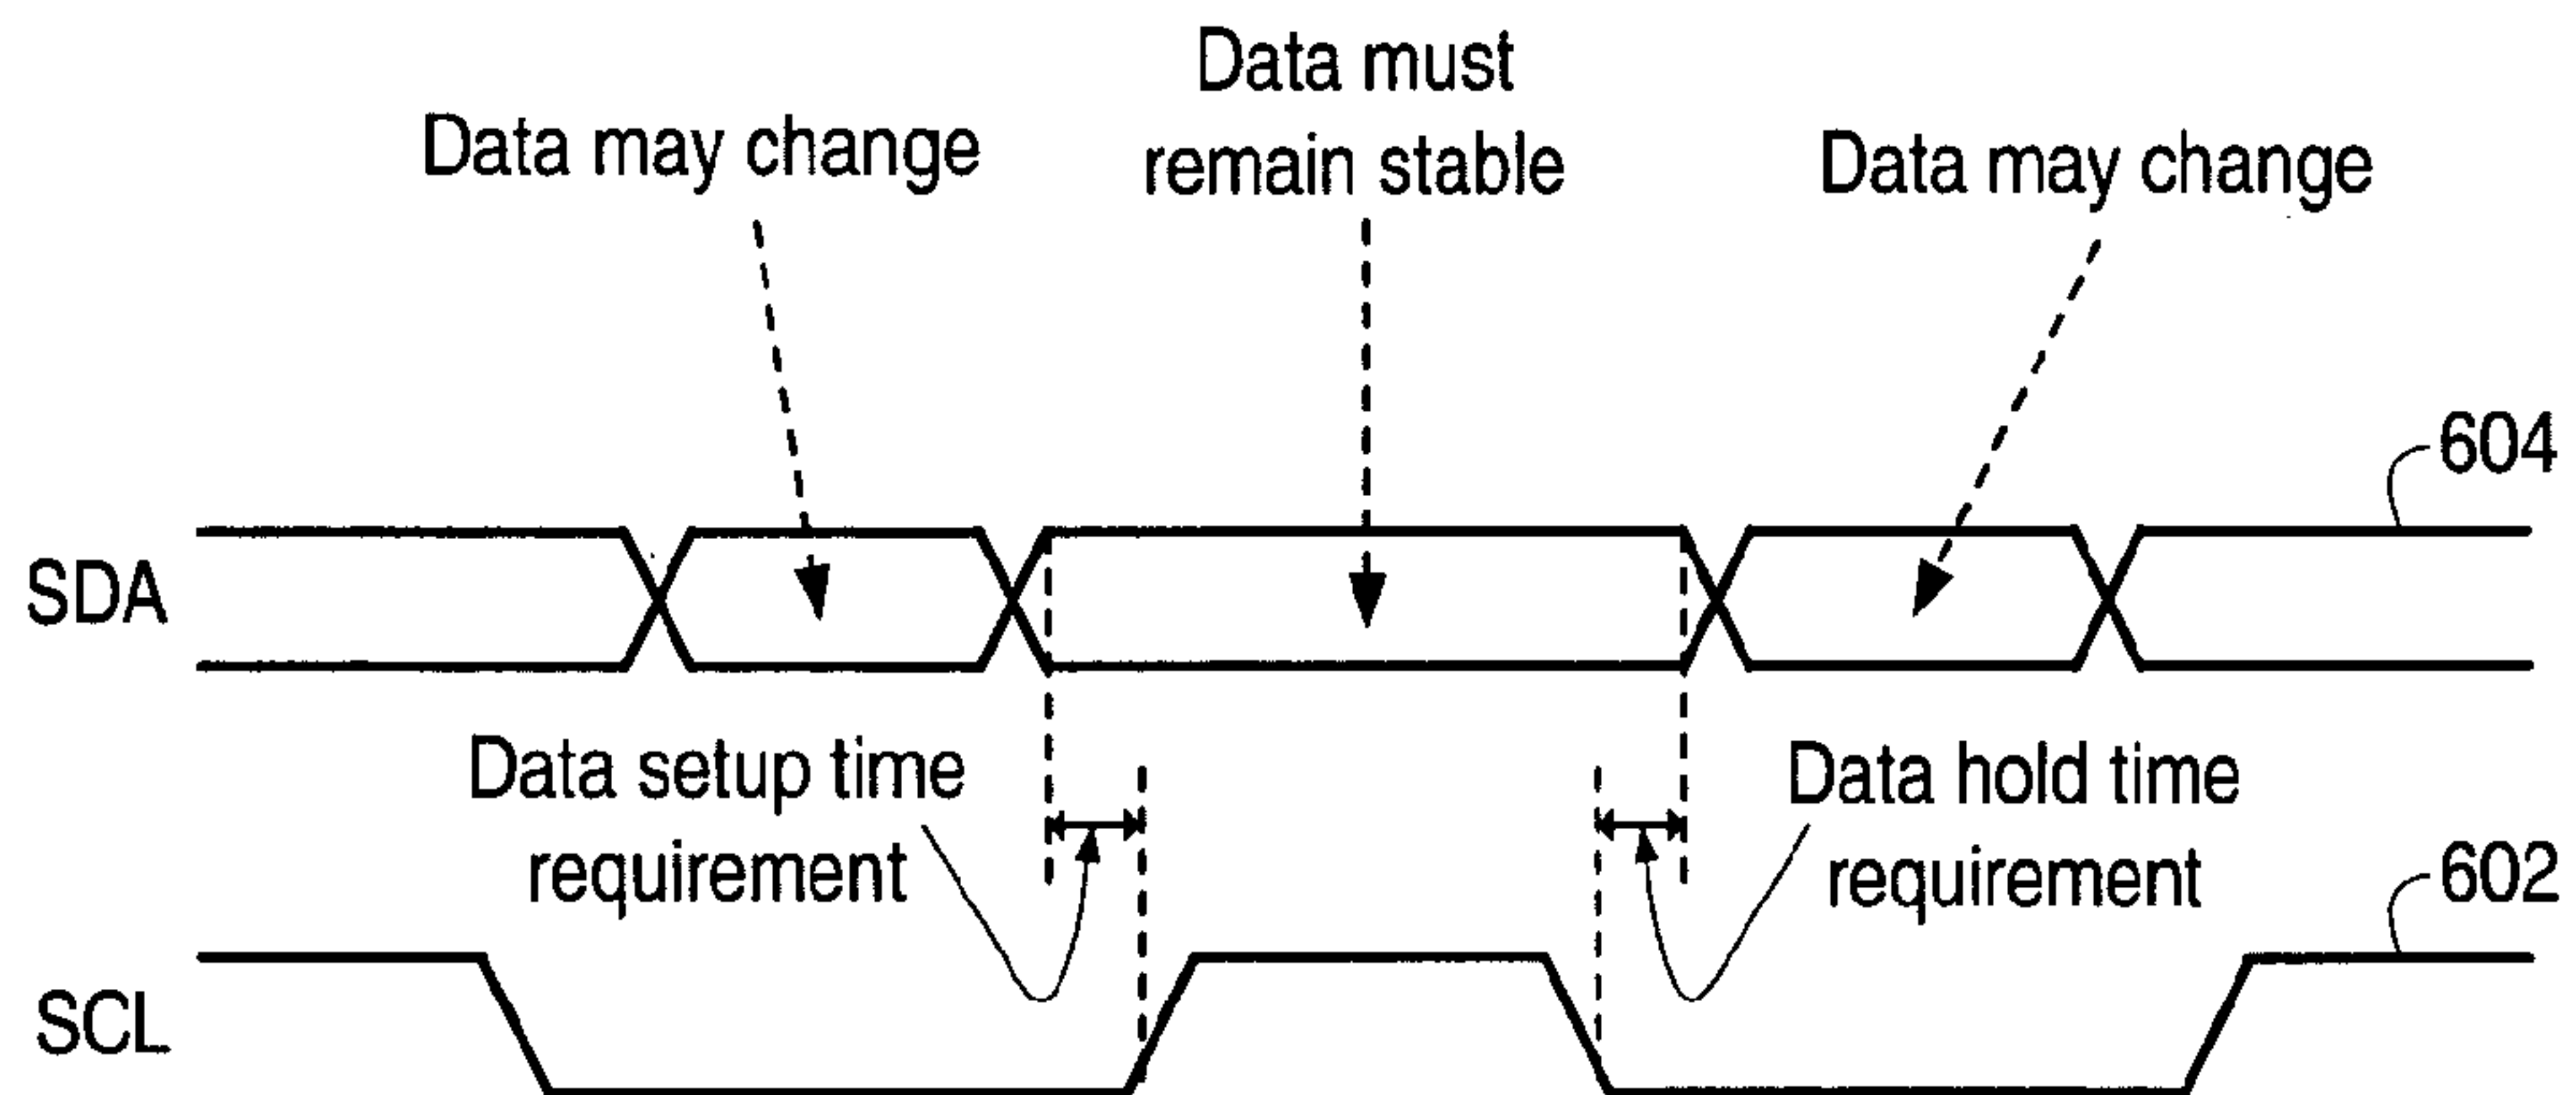 Data must
remain stable
Data may change
Data may change
604
SDA
Data setup time
requirement
Data hold time
requirement
602
SCL